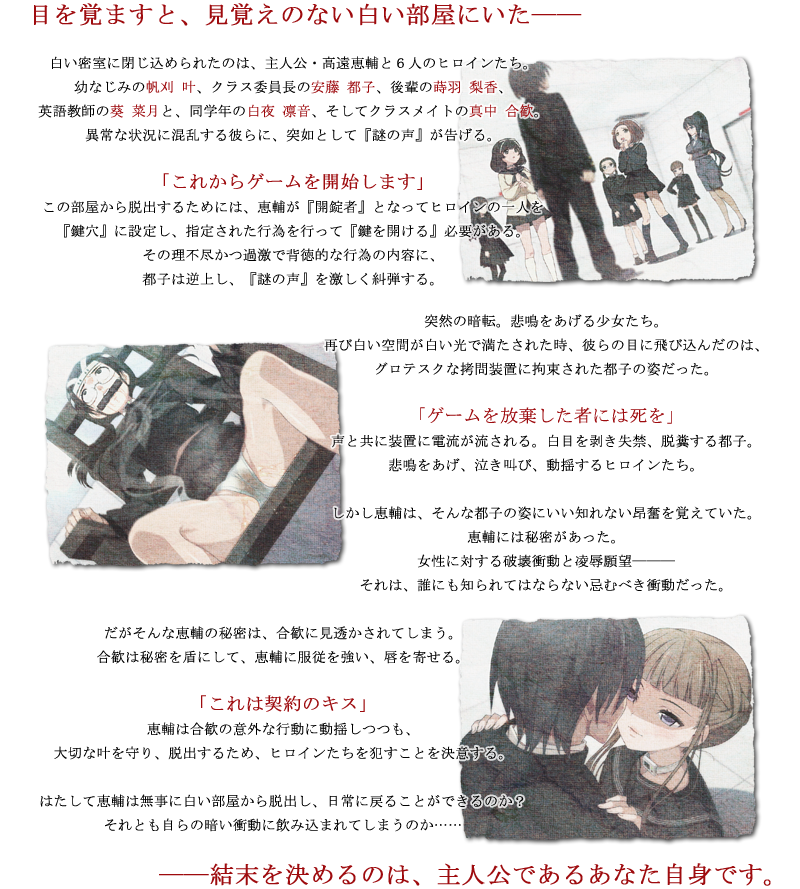 目を覚ますと、見覚えのない白い部屋にいた――
白い密室に閉じ込められたのは、主人公・高遠恵輔と６人のヒロインたち。
幼なじみの帆刈 叶、クラス委員長の安藤 都子、後輩の蒔羽 梨香、
英語教師の葵 菜月と、同学年の白夜 凛音、そしてクラスメイトの真中 合歓。
異常な状況に混乱する彼らに、突如として『謎の声』が告げる。
「これからゲームを開始します」
この部屋から脱出するためには、恵輔が『開錠者』となってヒロインの一人を
『鍵穴』に設定し、指定された行為を行って『鍵を開ける』必要がある。
その理不尽かつ過激で背徳的な行為の内容に、
都子は逆上し、『謎の声』を激しく糾弾する。
突然の暗転。悲鳴をあげる少女たち。
再び白い空間が白い光で満たされた時、彼らの目に飛び込んだのは、
グロテスクな拷問装置に拘束された都子の姿だった。
「ゲームを放棄した者には死を」
声と共に装置に電流が流される。白目を剥き失禁、脱糞する都子。
悲鳴をあげ、泣き叫び、動揺するヒロインたち。
しかし恵輔は、そんな都子の姿にいい知れない昂奮を覚えていた。
恵輔には秘密があった。
女性に対する破壊衝動と凌辱願望―――
それは、誰にも知られてはならない忌むべき衝動だった。
だがそんな恵輔の秘密は、合歓に見透かされてしまう。
合歓は秘密を盾にして、恵輔に服従を強い、唇を寄せる。
「これは契約のキス」
恵輔は合歓の意外な行動に動揺しつつも、
大切な叶を守り、脱出するため、ヒロインたちを犯すことを決意する。
はたして恵輔は無事に白い部屋から脱出し、日常に戻ることができるのか？
それとも自らの暗い衝動に飲み込まれてしまうのか……
――結末を決めるのは、主人公であるあなた自身です。